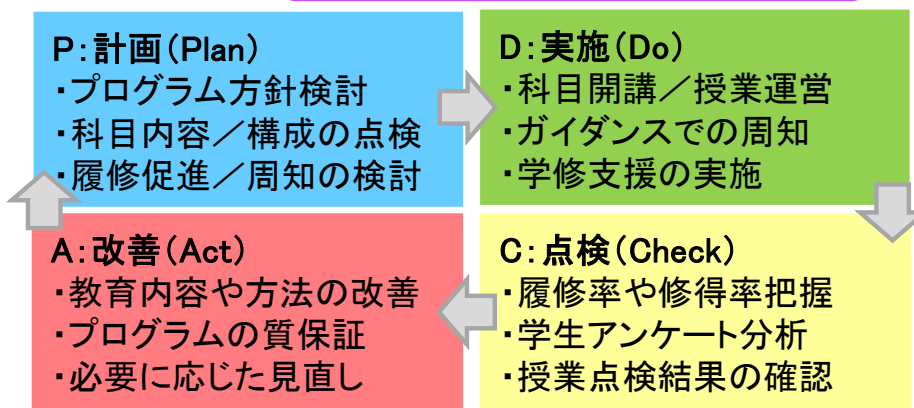 P:計画(Plan)
・プログラム方針検討
・科目内容／構成の点検
・履修促進／周知の検討
D:実施(Do)
・科目開講／授業運営
・ガイダンスでの周知
・学修支援の実施
A:改善(Act)
・教育内容や方法の改善
・プログラムの質保証
・必要に応じた見直し
C:点検(Check)
・履修率や修得率把握
・学生アンケート分析
・授業点検結果の確認